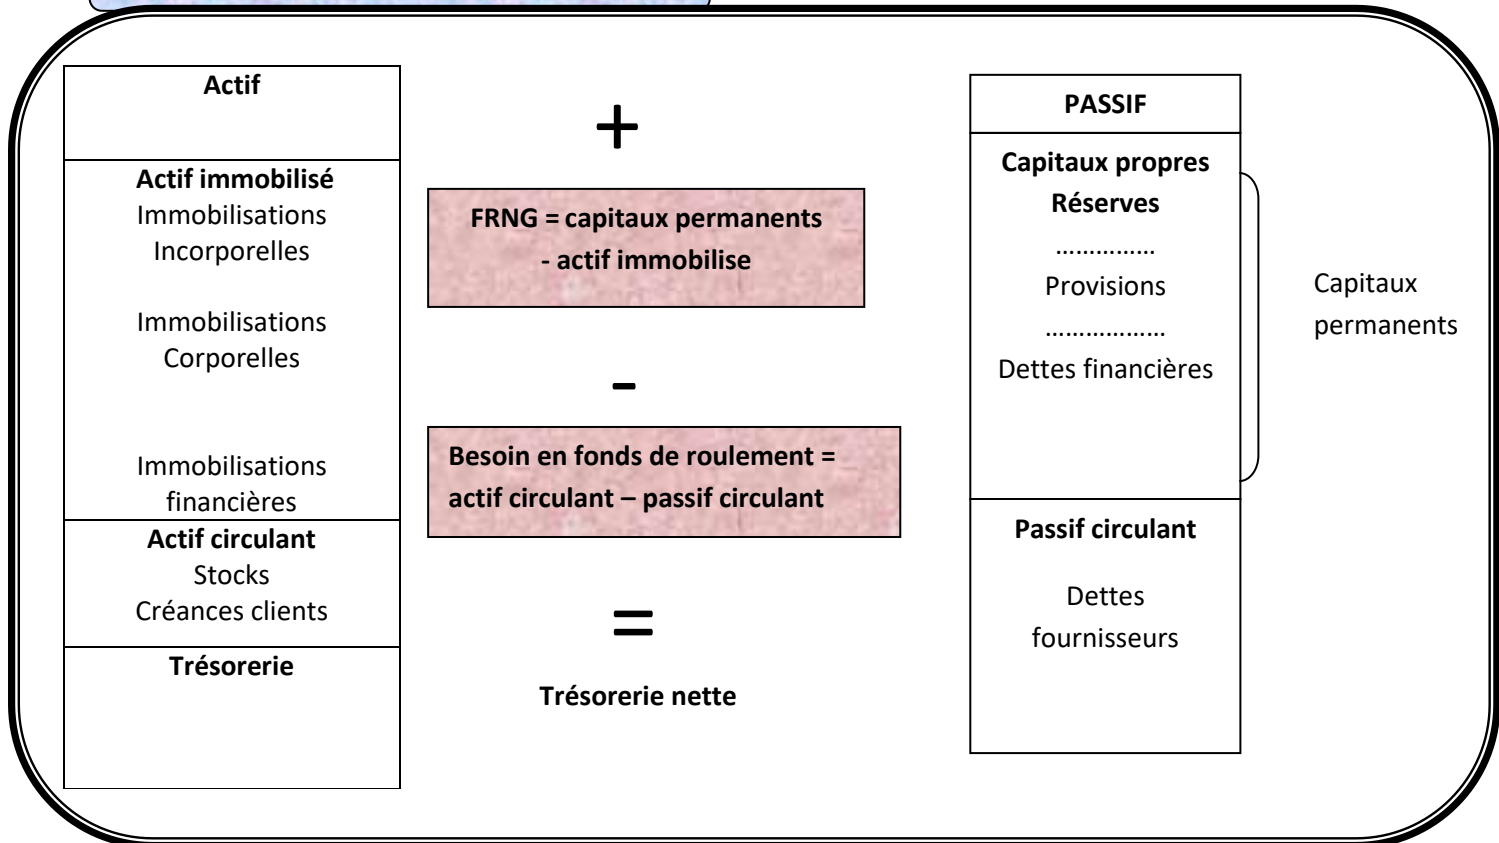 Actif
Actif immobilisé
Immobilisations
Incorporelles
Immobilisations
Corporelles
Immobilisations
financières
Actif circulant
Stocks
Créances clients
Trésorerie
+
FRNG = capitaux permanents
- actif immobilise
-
Besoin en fonds de roulement =
actif circulant – passif circulant
=
Trésorerie nette
PASSIF
Capitaux propres
Réserves
..............
Provisions
.................
Dettes financières
Passif circulant
Dettes
fournisseurs
Capitaux
permanents